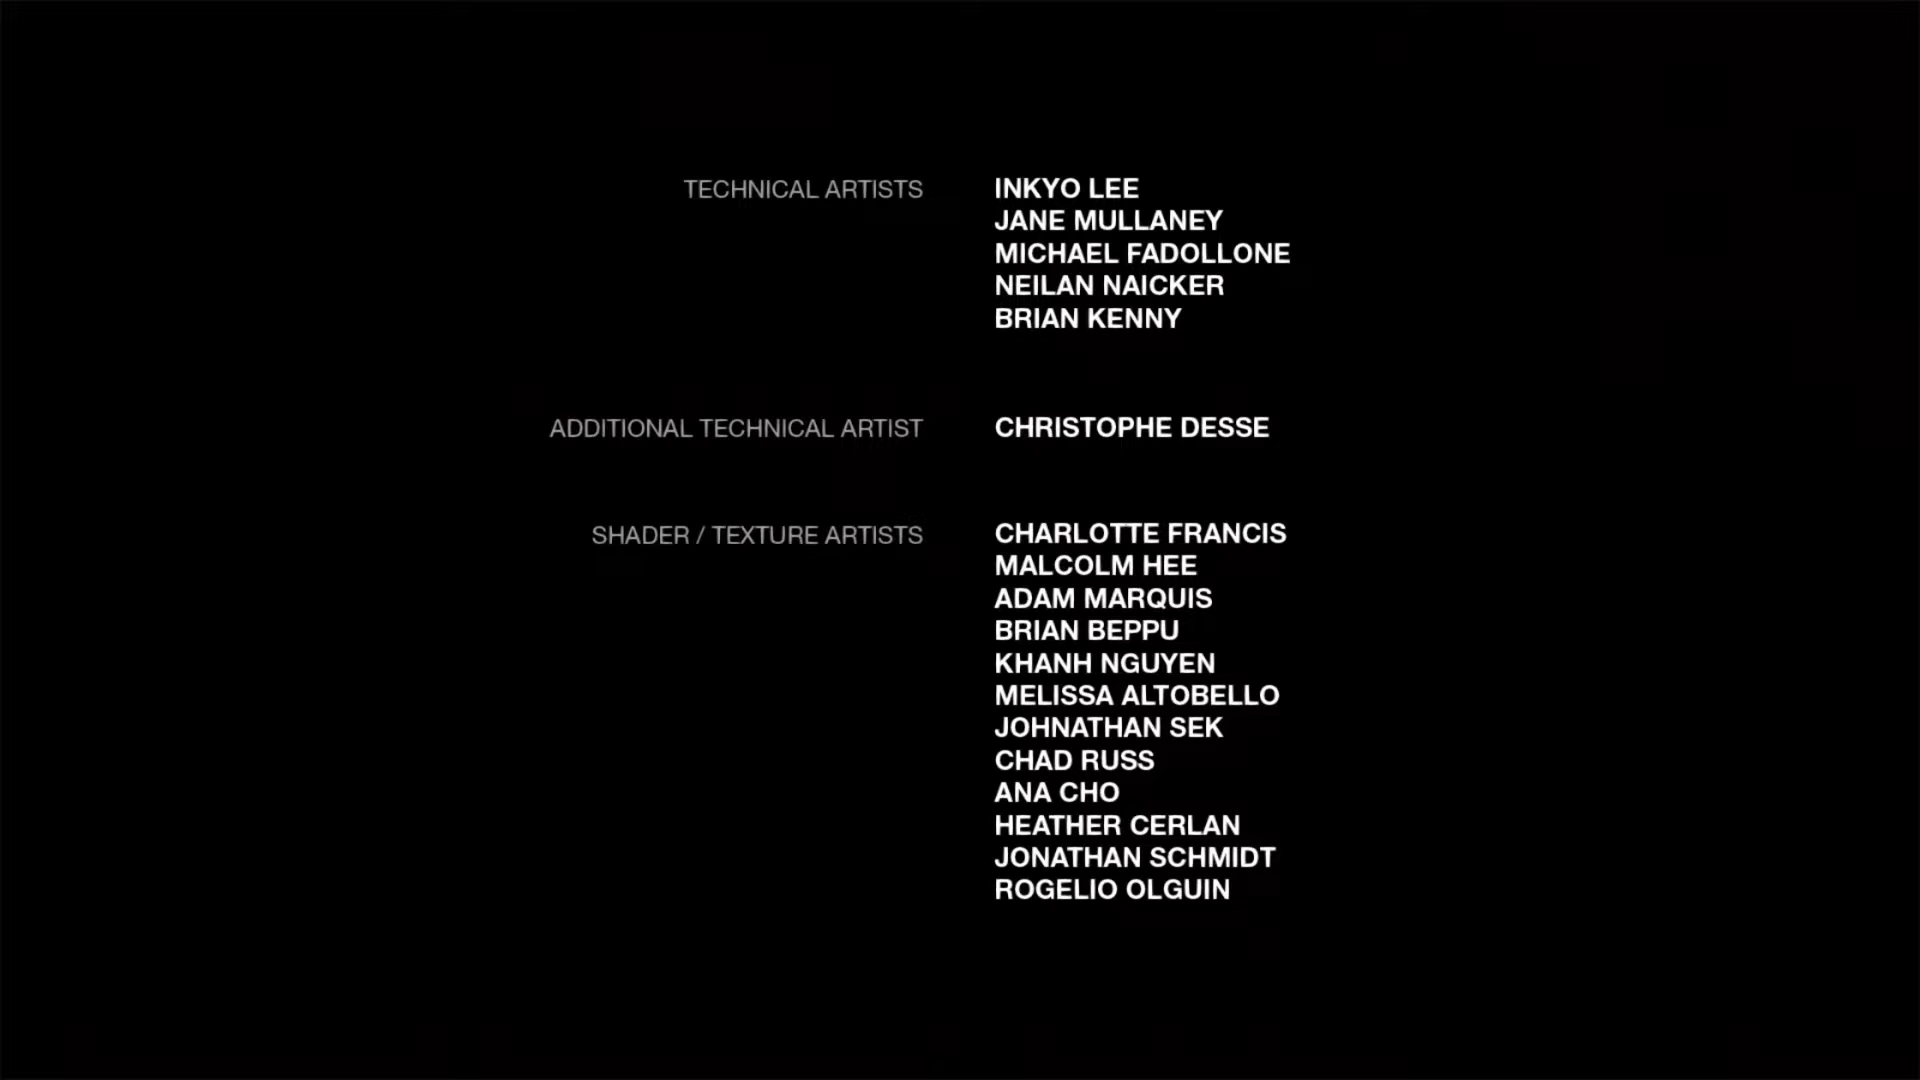 TECHNICAL ARTISTS INKYO LEE
JANE MULLANEY
MICHAEL FADOLLONE
NEILAN NAICKER
BRIAN KENNY
ADDITIONAL TECHNICAL ARTIST CHRISTOPHE DESSE
SHADER / TEXTURE ARTISTS CHARLOTTE FRANCIS
MALCOLM HEE
ADAM MARQUIS
BRIAN BEPPU
KHANH NGUYEN
MELISSA ALTOBELLO
JOHNATHAN SEK
CHAD RUSS
ANA CHO
HEATHER CERLAN
JONATHAN SCHMIDT
ROGELIO OLGUIN